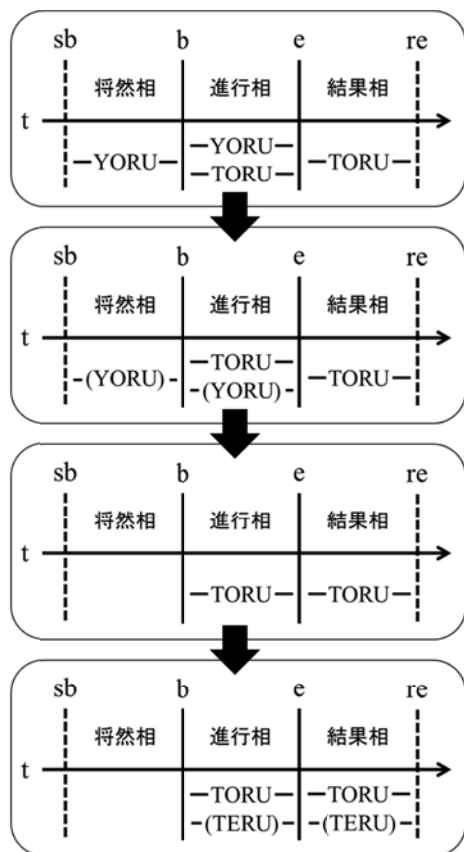 sb b e re
将然相 進行相 結果相
t
YORU YORU TORU
TORU
sb b e re
将然相 進行相 結果相
t
(YORU) TORU TORU
(YORU)
sb b e re
将然相 進行相 結果相
t
TORU TORU
sb b e re
将然相 進行相 結果相
t
TORU TORU
(TERU) (TERU)